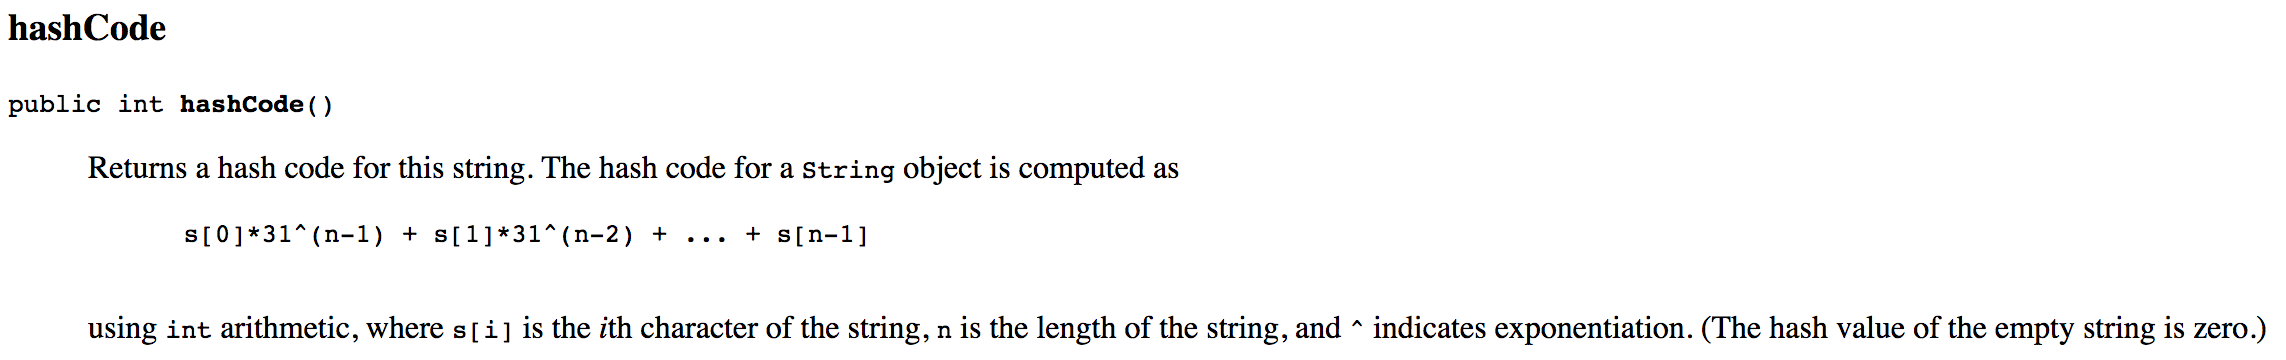 hashCode
public int hashCode()
Returns a hash code for this string. The hash code for a String object is computed as
s[0]*31^(n-1) + s[1]*31^(n-2) + ... + s[n-1]
using int arithmetic, where s[i] is the ith character of the string, n is the length of the string, and ^ indicates exponentiation. (The hash value of the empty string is zero.)